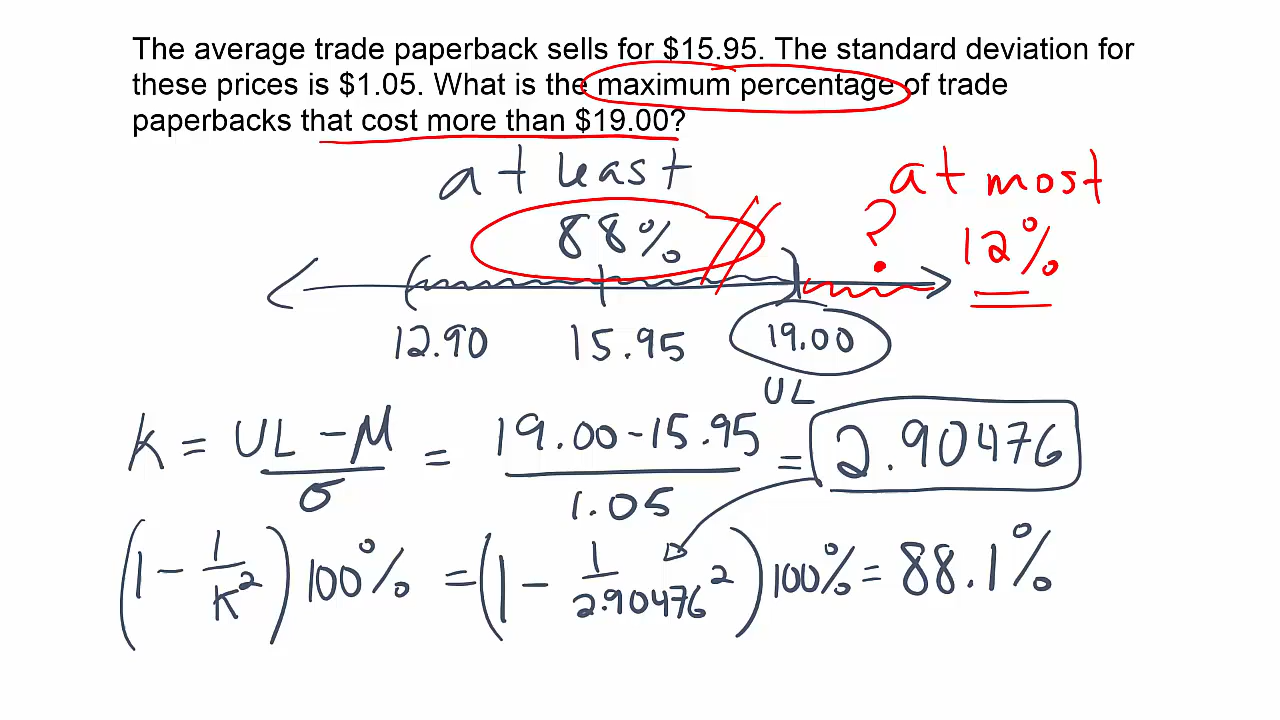 The average trade paperback sells for $15.95. The standard deviation for
these prices is $1.05. What is the maximum percentage of trade
paperbacks that cost more than $19.00?
at least
at most
88%
?
12%
12.90
15.95
19.00
UL
K = UL - M / σ = 19.00 - 15.95 / 1.05 = 2.90476
(1 - 1/K²) 100% = (1 - 1/2.90476²) 100% = 88.1%